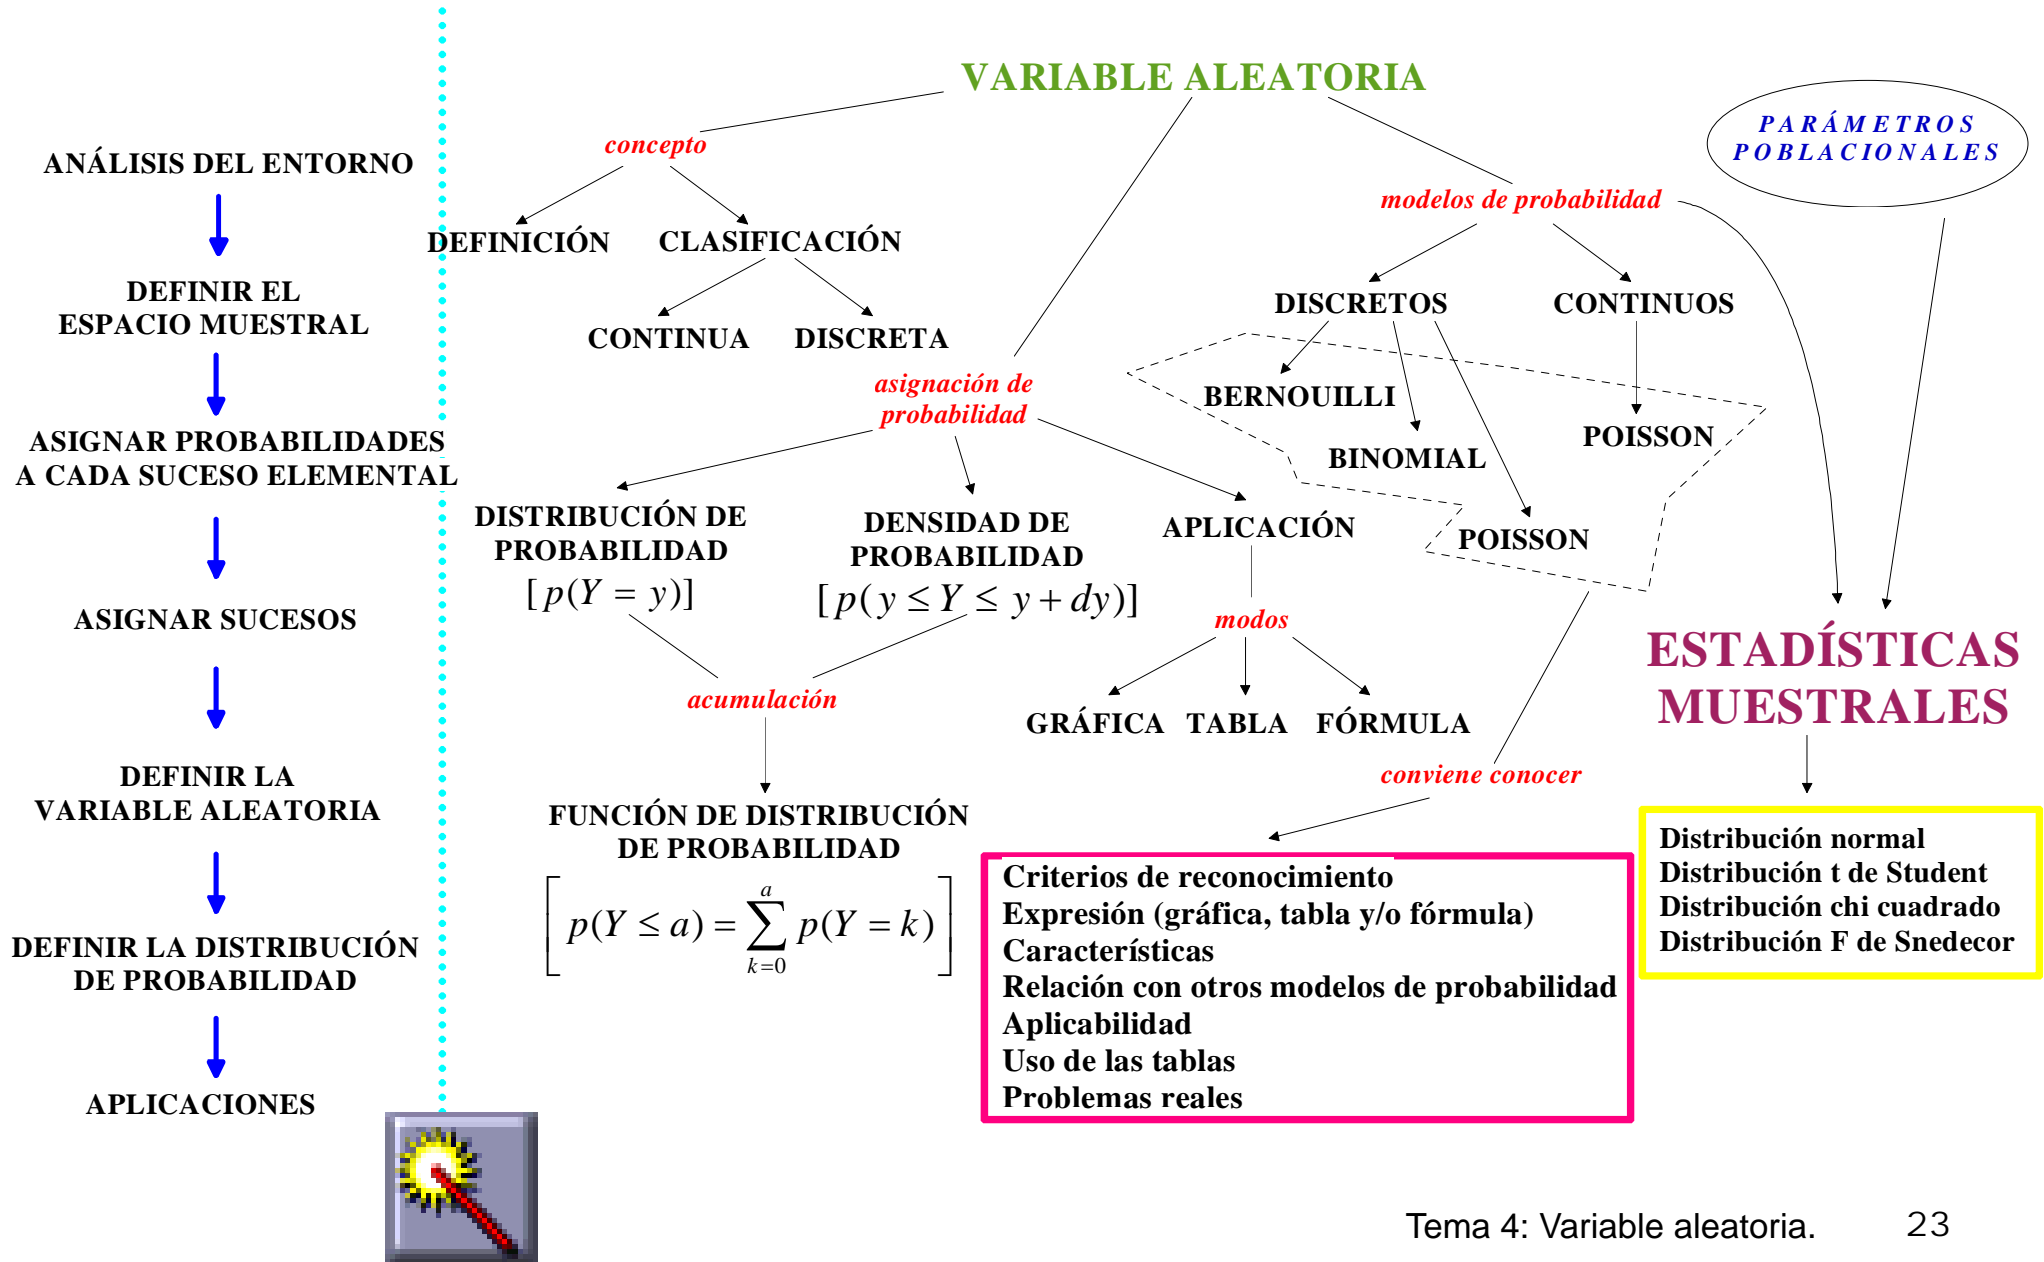 ANÁLISIS DEL ENTORNO
DEFINIR EL
ESPACIO MUESTRAL
ASIGNAR PROBABILIDADES
A CADA SUCESO ELEMENTAL
ASIGNAR SUCESOS
DEFINIR LA
VARIABLE ALEATORIA
DEFINIR LA DISTRIBUCIÓN
DE PROBABILIDAD
APLICACIONES
VARIABLE ALEATORIA
concepto
DEFINICIÓN
CLASIFICACIÓN
CONTINUA
DISCRETA
asignación de
probabilidad
DISTRIBUCIÓN DE
PROBABILIDAD
[p(Y = y)]
DENSIDAD DE
PROBABILIDAD
[p(y ≤ Y ≤ y + dy)]
APLICACIÓN
modos
GRÁFICA
TABLA
FÓRMULA
acumulación
FUNCIÓN DE DISTRIBUCIÓN
DE PROBABILIDAD
[p(Y ≤ a) = ∑_{k=0}^{a} p(Y = k)]
modelos de probabilidad
DISCRETOS
CONTINUOS
BERNOUILLI
BINOMIAL
POISSON
POISSON
conviene conocer
Criterios de reconocimiento
Expresión (gráfica, tabla y/o fórmula)
Características
Relación con otros modelos de probabilidad
Aplicabilidad
Uso de las tablas
Problemas reales
PARÁMETROS
POBLACIONALES
ESTADÍSTICAS
MUESTRALES
Distribución normal
Distribución t de Student
Distribución chi cuadrado
Distribución F de Snedecor
Tema 4: Variable aleatoria. 23